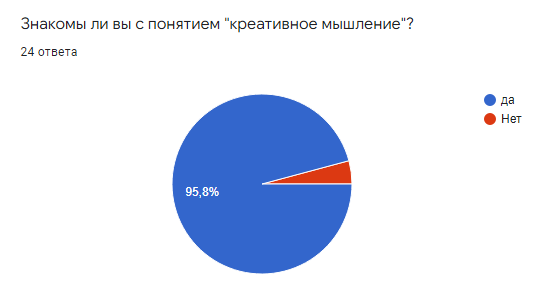 Знакомы ли вы с понятием "креативное мышление"?
24 ответа
да
Нет
95,8%